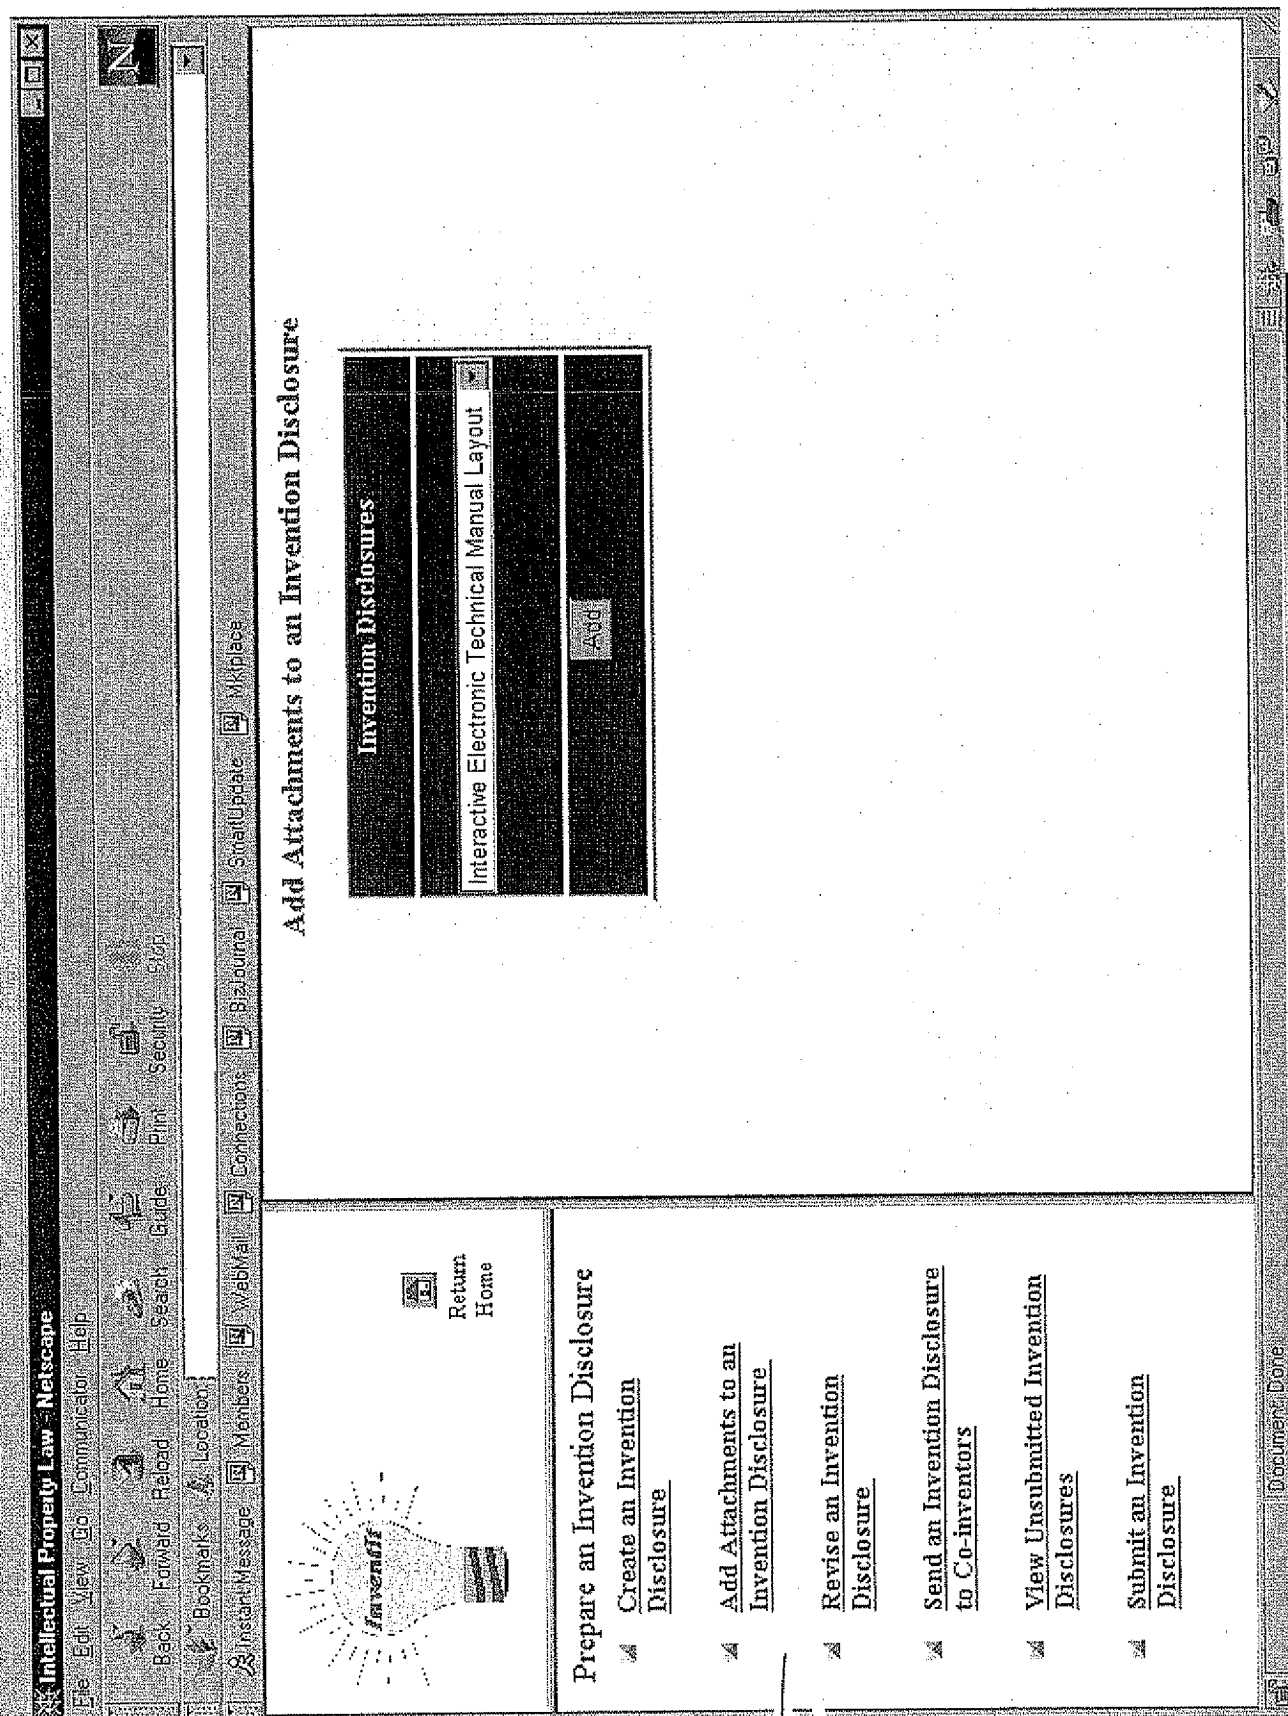 Intellectual Property Law - Netscape
File Edit View Go Communicator Help
Back Forward Reload Home Search Guide Print Security Stop
Bookmarks Location
Instant Message Members WebMail Connections BizJournal SmartUpdate Mktplace
Inventit
Return
Home
Prepare an Invention Disclosure
Create an Invention
Disclosure
Add Attachments to an
Invention Disclosure
Revise an Invention
Disclosure
Send an Invention Disclosure
to Co-inventors
View Unsubmitted Invention
Disclosures
Submit an Invention
Disclosure
Add Attachments to an Invention Disclosure
Invention Disclosures
Interactive Electronic Technical Manual Layout
Add
Document: Done